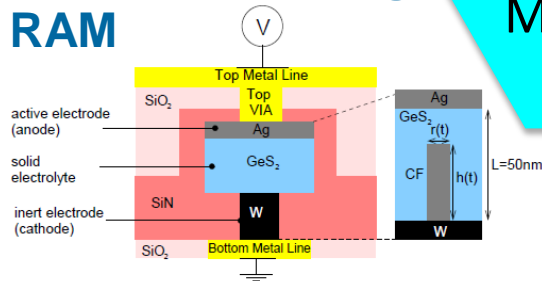 RAM
M
V
Top Metal Line
SiO2
Top
VIA
active electrode
(anode)
Ag
solid
electrolyte
GeS2
SiN
inert electrode
(cathode)
W
SiO2
Bottom Metal Line
Ag
GeS2
r(t)
CF
h(t)
L=50nm
W